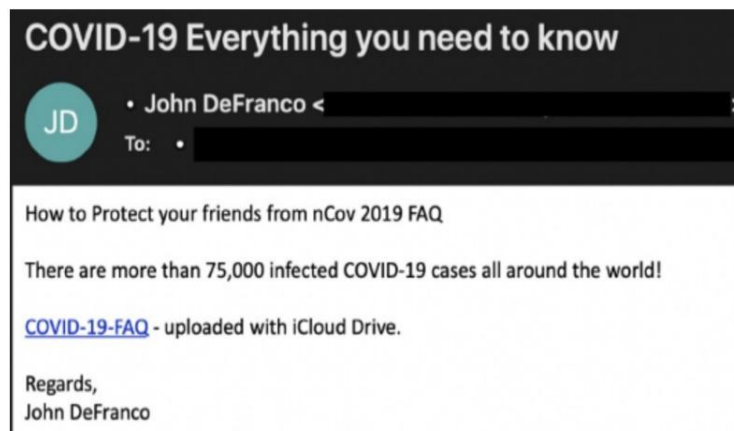 COVID-19 Everything you need to know
JD
• John DeFranco <
To: •
How to Protect your friends from nCov 2019 FAQ
There are more than 75,000 infected COVID-19 cases all around the world!
COVID-19-FAQ - uploaded with iCloud Drive.
Regards,
John DeFranco